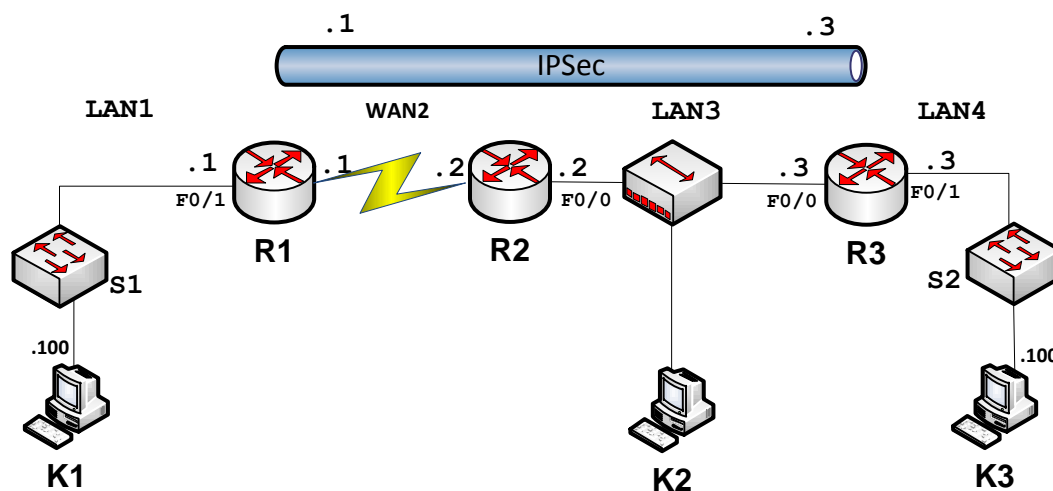 .1 .3
IPSec
LAN1 WAN2 LAN3 LAN4
.1 .1 .2 .2 .3 .3
F0/1 F0/0 F0/0 F0/1
R1 R2 R3
S1 S2
.100 .100
K1 K2 K3